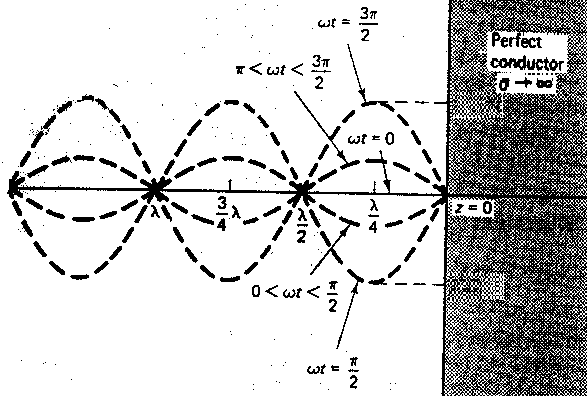 ωt = 3π/2
π < ωt < 3π/2
Perfect
conductor
σ → ∞
ωt = 0
λ
3/4 λ
λ/2
λ/4
z = 0
0 < ωt < π/2
ωt = π/2